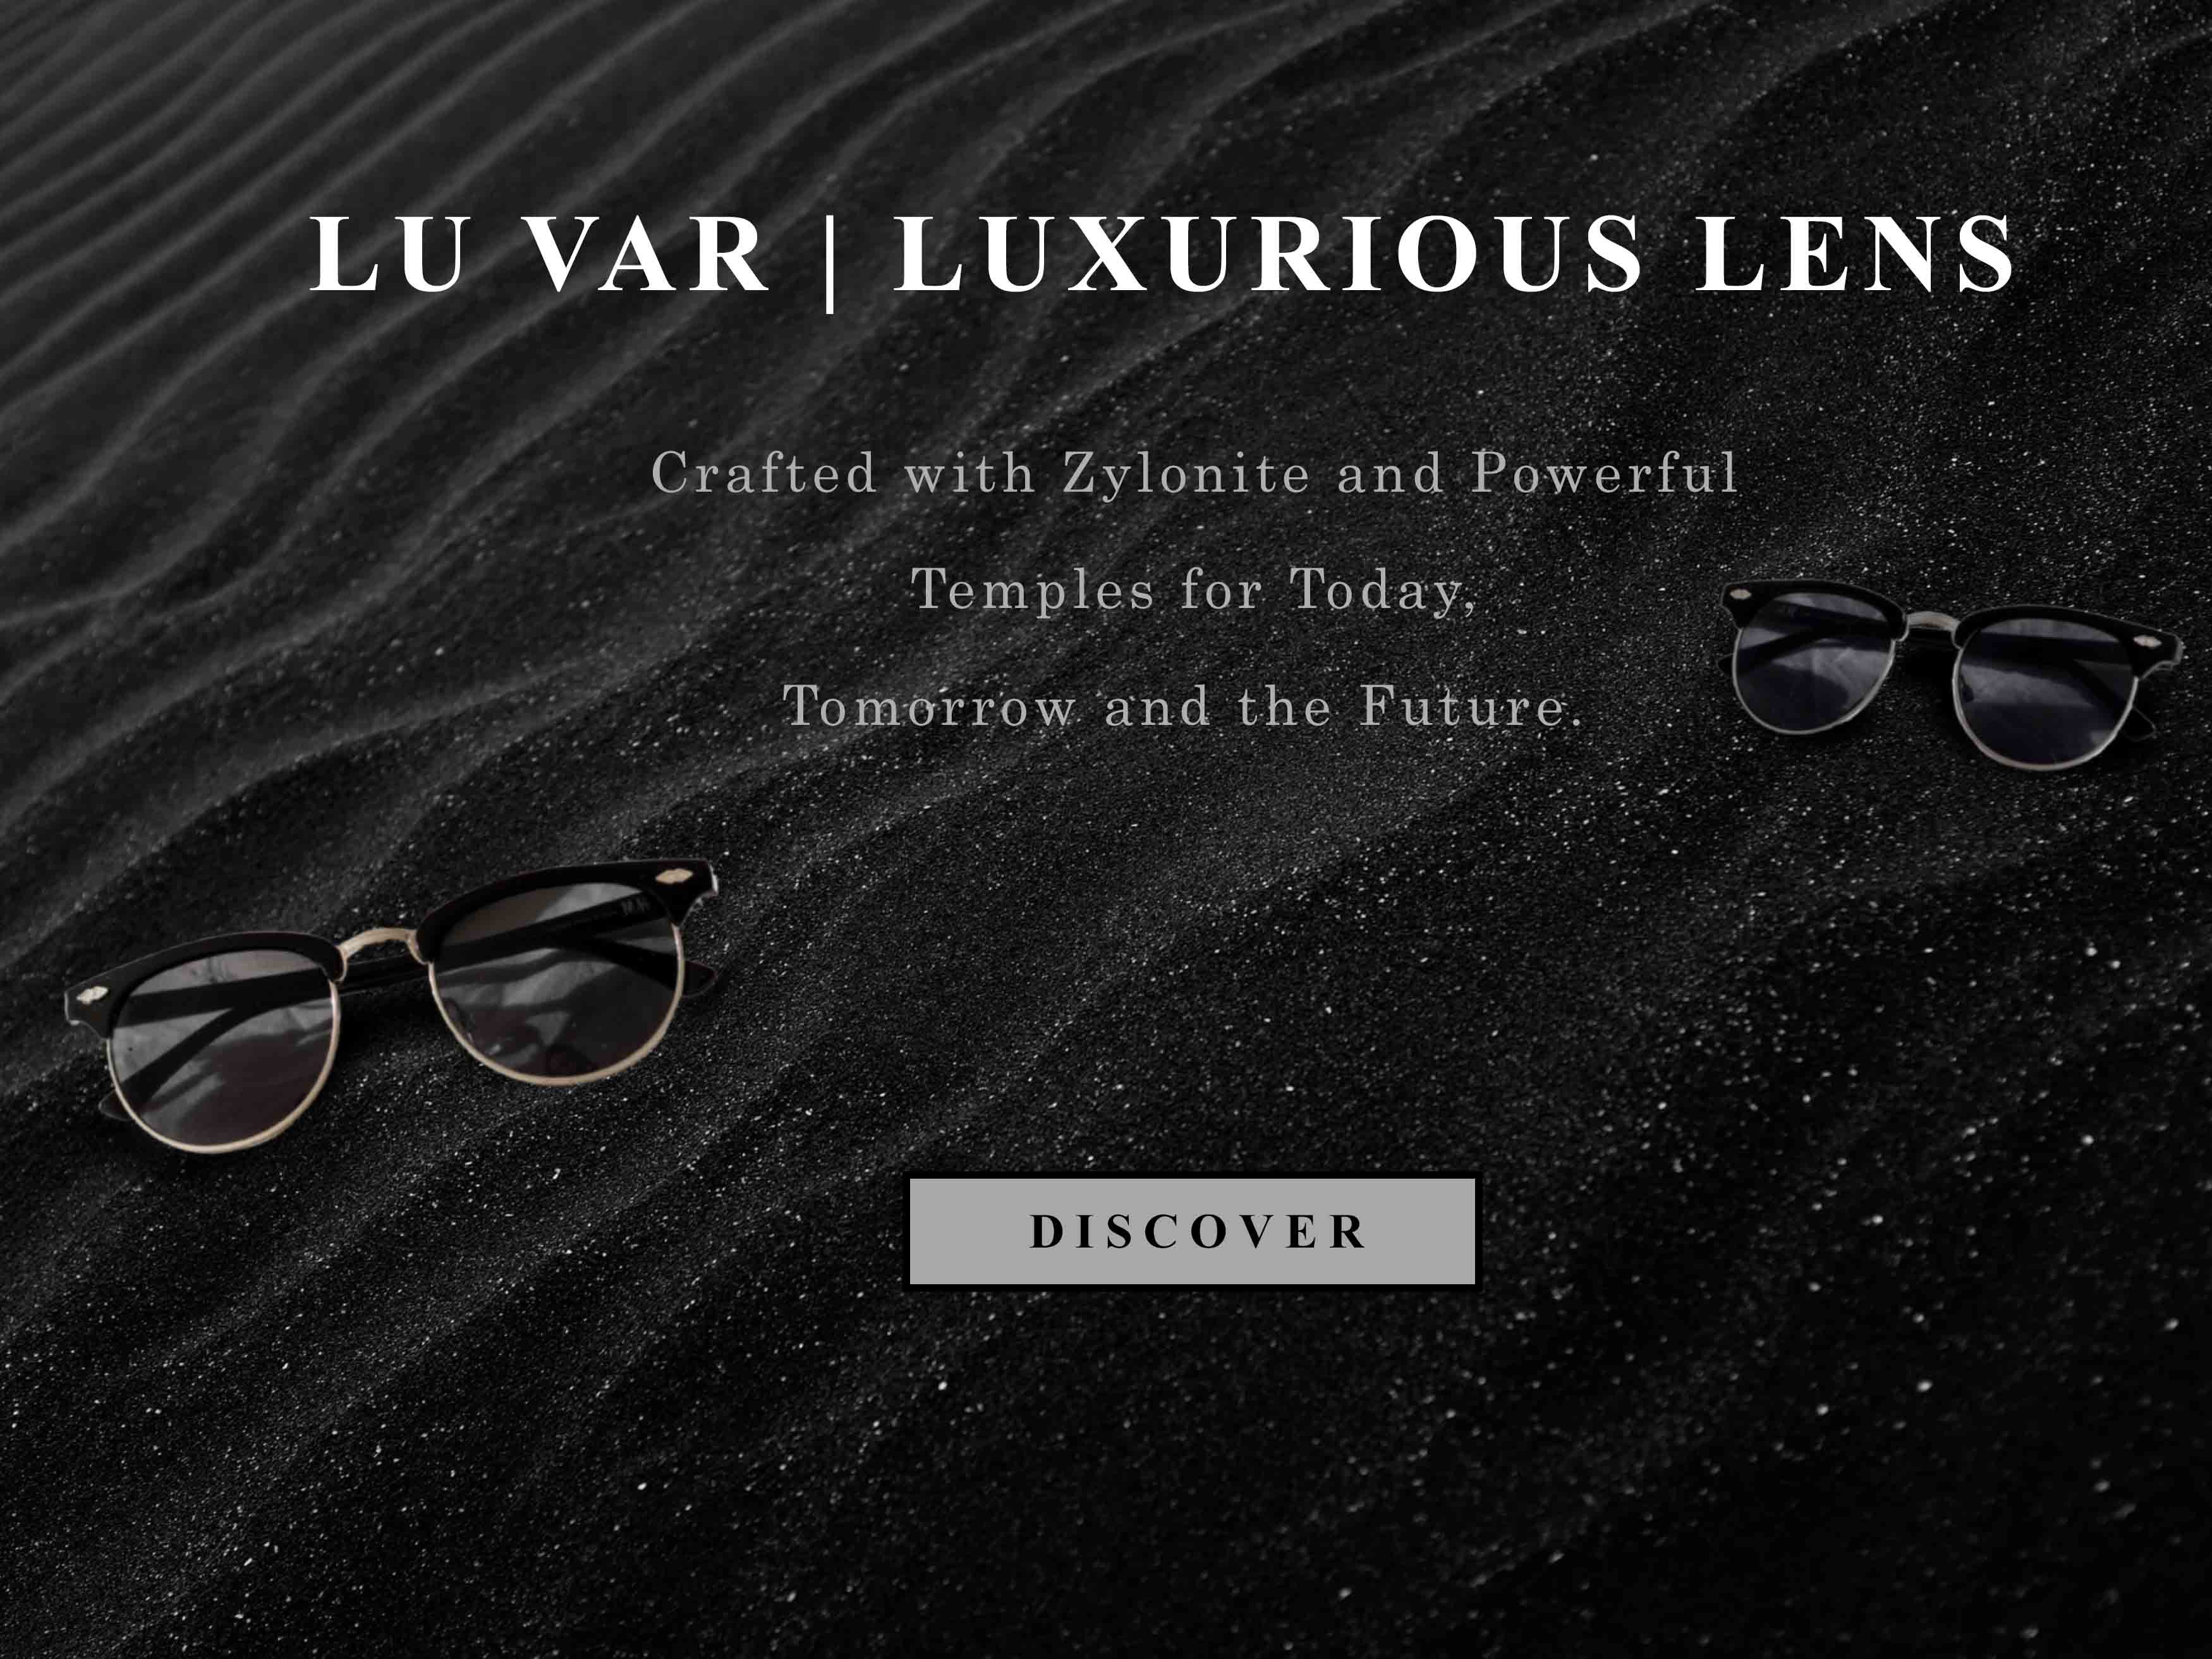 LU VAR | LUXURIOUS LENS
Crafted with Zylonite and Powerful
Temples for Today,
Tomorrow and the Future.
DISCOVER